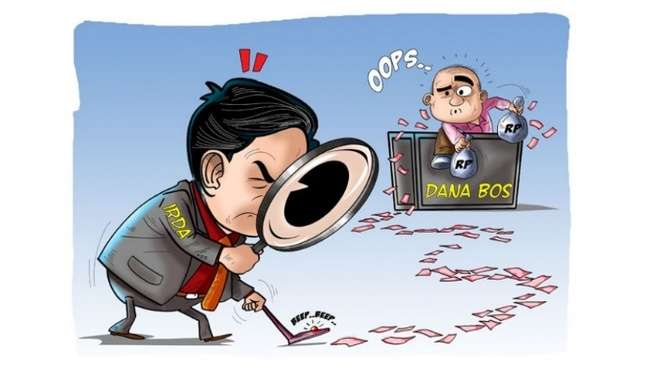 OOPS..
RP
RP
DANA BOS
IRDA
BEEP...BEEP..